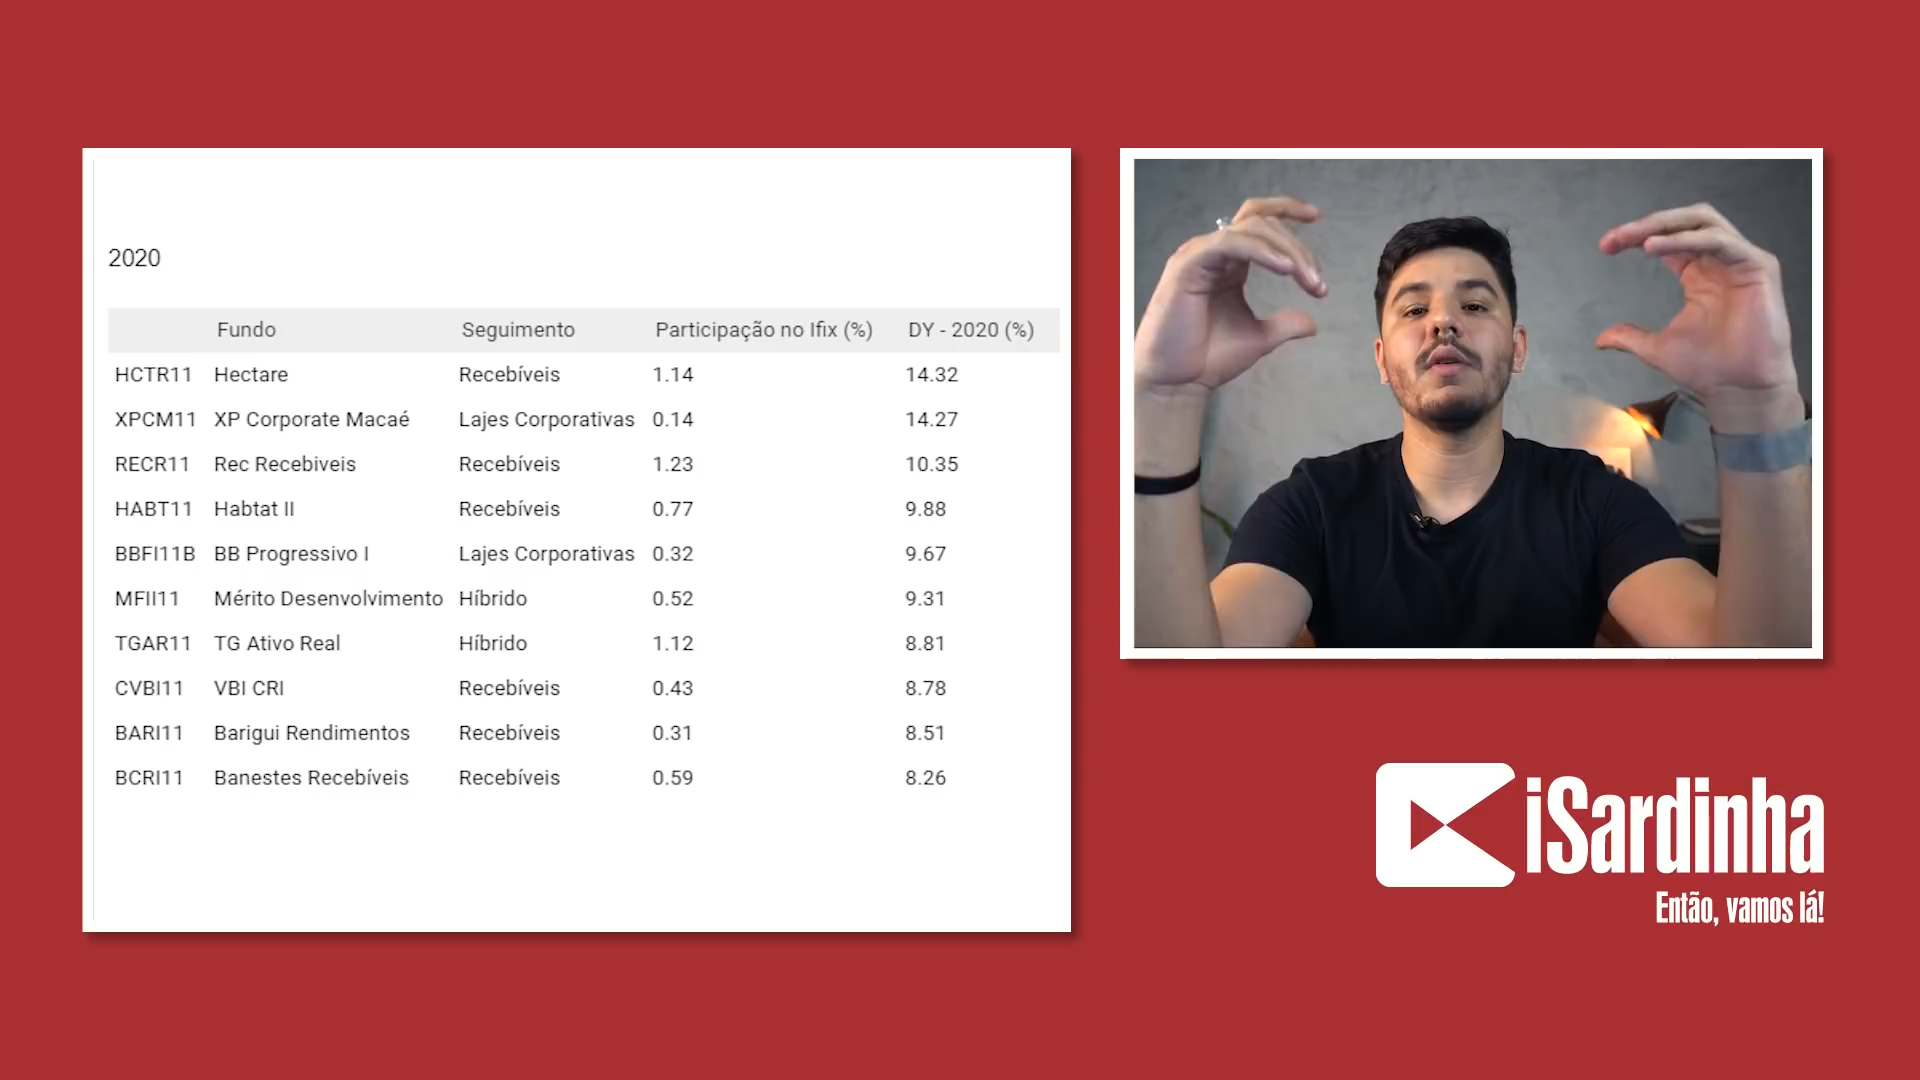 2020
Fundo Seguimento Participação no Ifix (%) DY - 2020 (%)
HCTR11 Hectare Recebíveis 1.14 14.32
XPCM11 XP Corporate Macaé Lajes Corporativas 0.14 14.27
RECR11 Rec Recebiveis Recebíveis 1.23 10.35
HABT11 Habtat II Recebíveis 0.77 9.88
BBFI11B BB Progressivo I Lajes Corporativas 0.32 9.67
MFII11 Mérito Desenvolvimento Híbrido 0.52 9.31
TGAR11 TG Ativo Real Híbrido 1.12 8.81
CVBI11 VBI CRI Recebíveis 0.43 8.78
BARI11 Barigui Rendimentos Recebíveis 0.31 8.51
BCRI11 Banestes Recebíveis Recebíveis 0.59 8.26
iSardinha
Então, vamos lá!